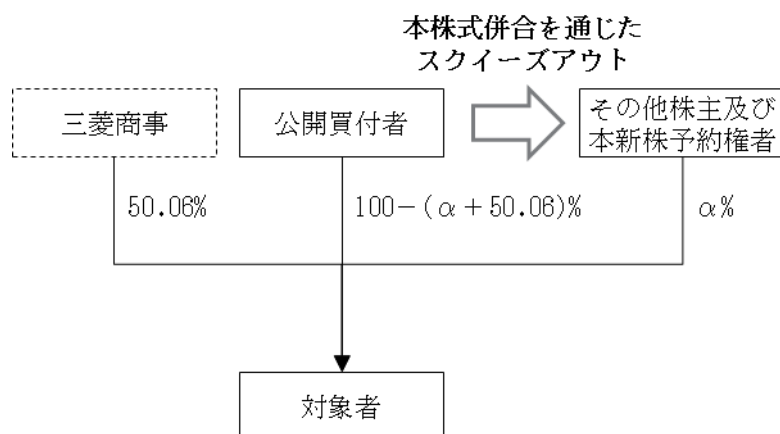 本株式併合を通じた
スクイーズアウト
三菱商事
公開買付者
その他株主及び
本新株予約権者
50.06%
100－(α＋50.06)%
α%
対象者